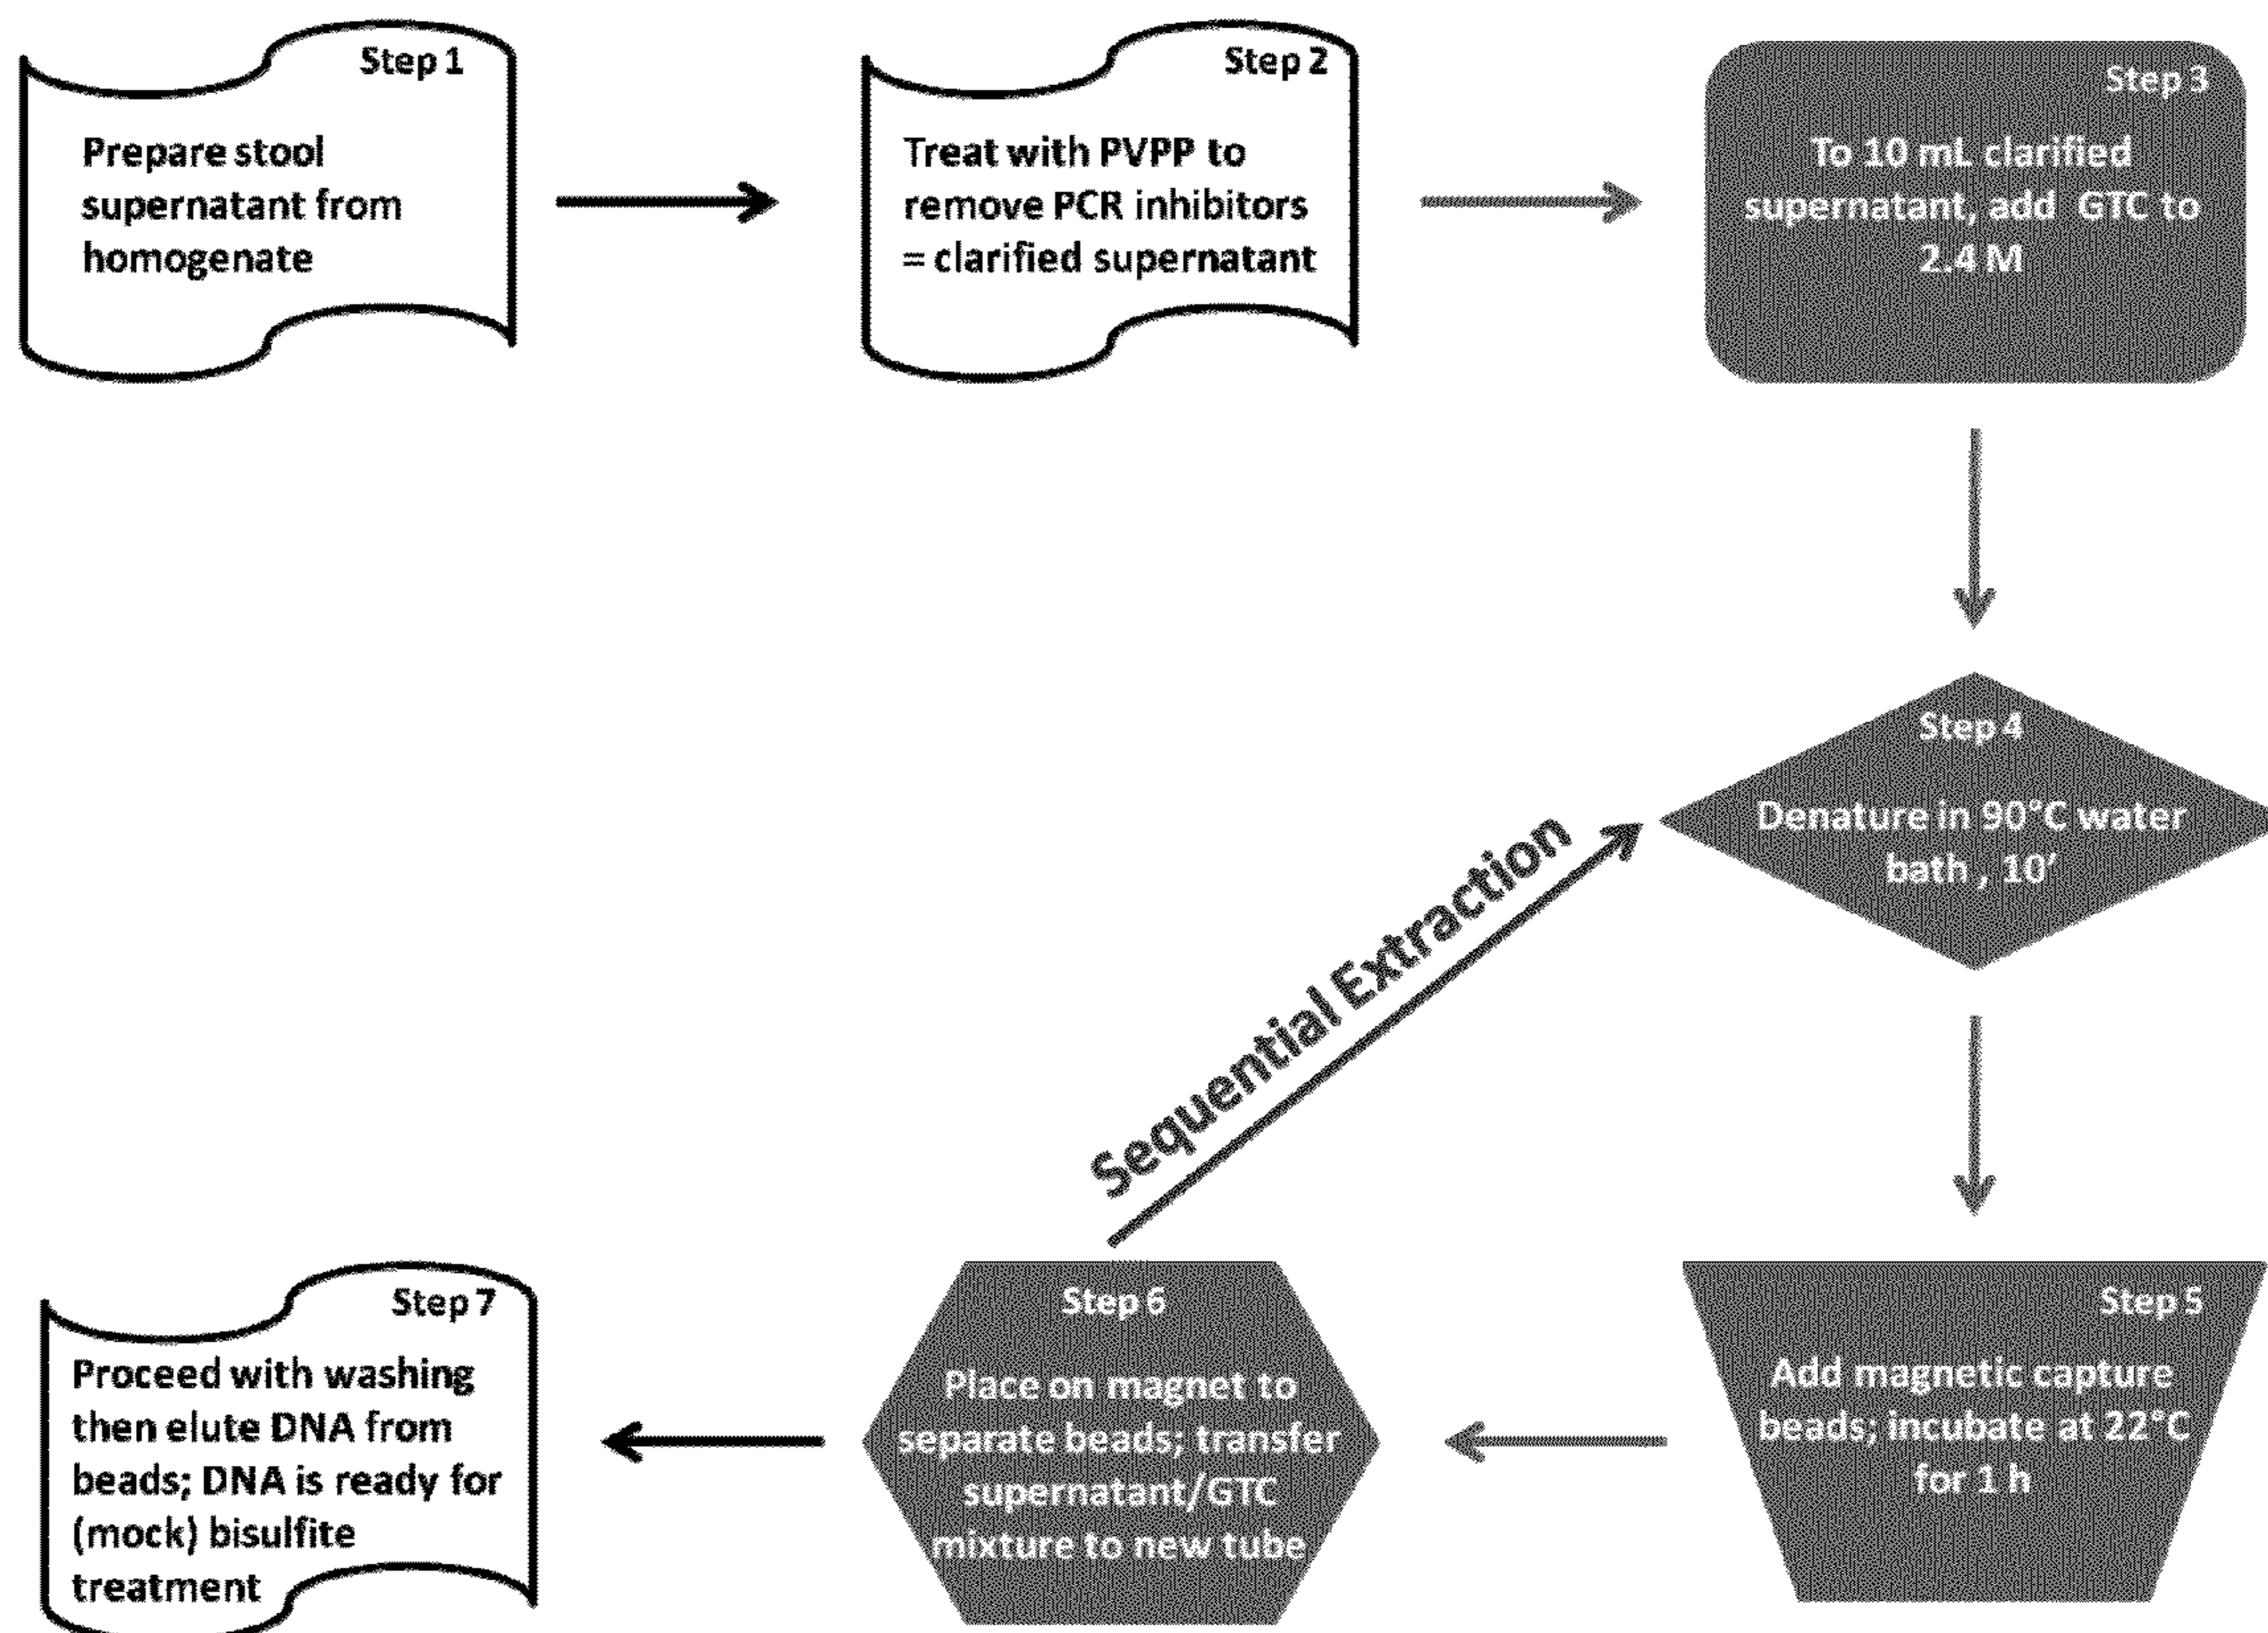 Step 1
Prepare stool
supernatant from
homogenate
Step 2
Treat with PVPP to
remove PCR inhibitors
= clarified supernatant
Step 3
To 10 mL clarified
supernatant, add GTC to
2.4 M
Step 4
Denature in 90°C water
bath , 10’
Sequential Extraction
Step 5
Add magnetic capture
beads; incubate at 22°C
for 1 h
Step 6
Place on magnet to
separate beads; transfer
supernatant/GTC
mixture to new tube
Step 7
Proceed with washing
then elute DNA from
beads; DNA is ready for
(mock) bisulfite
treatment